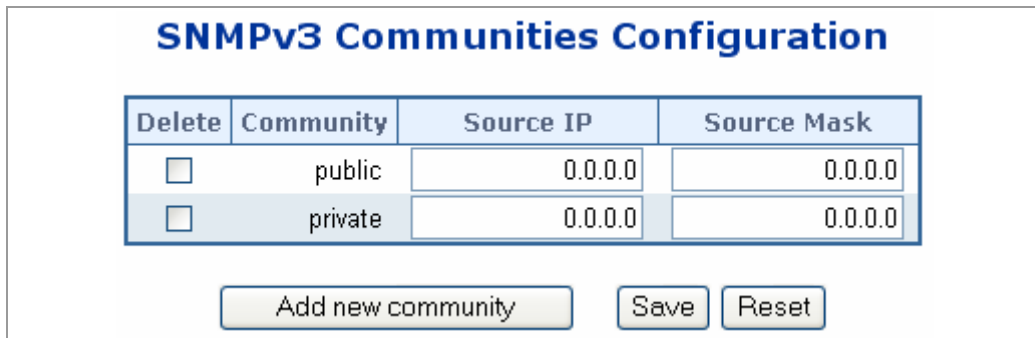 SNMPv3 Communities Configuration
Delete Community Source IP Source Mask
public 0.0.0.0 0.0.0.0
private 0.0.0.0 0.0.0.0
Add new community Save Reset